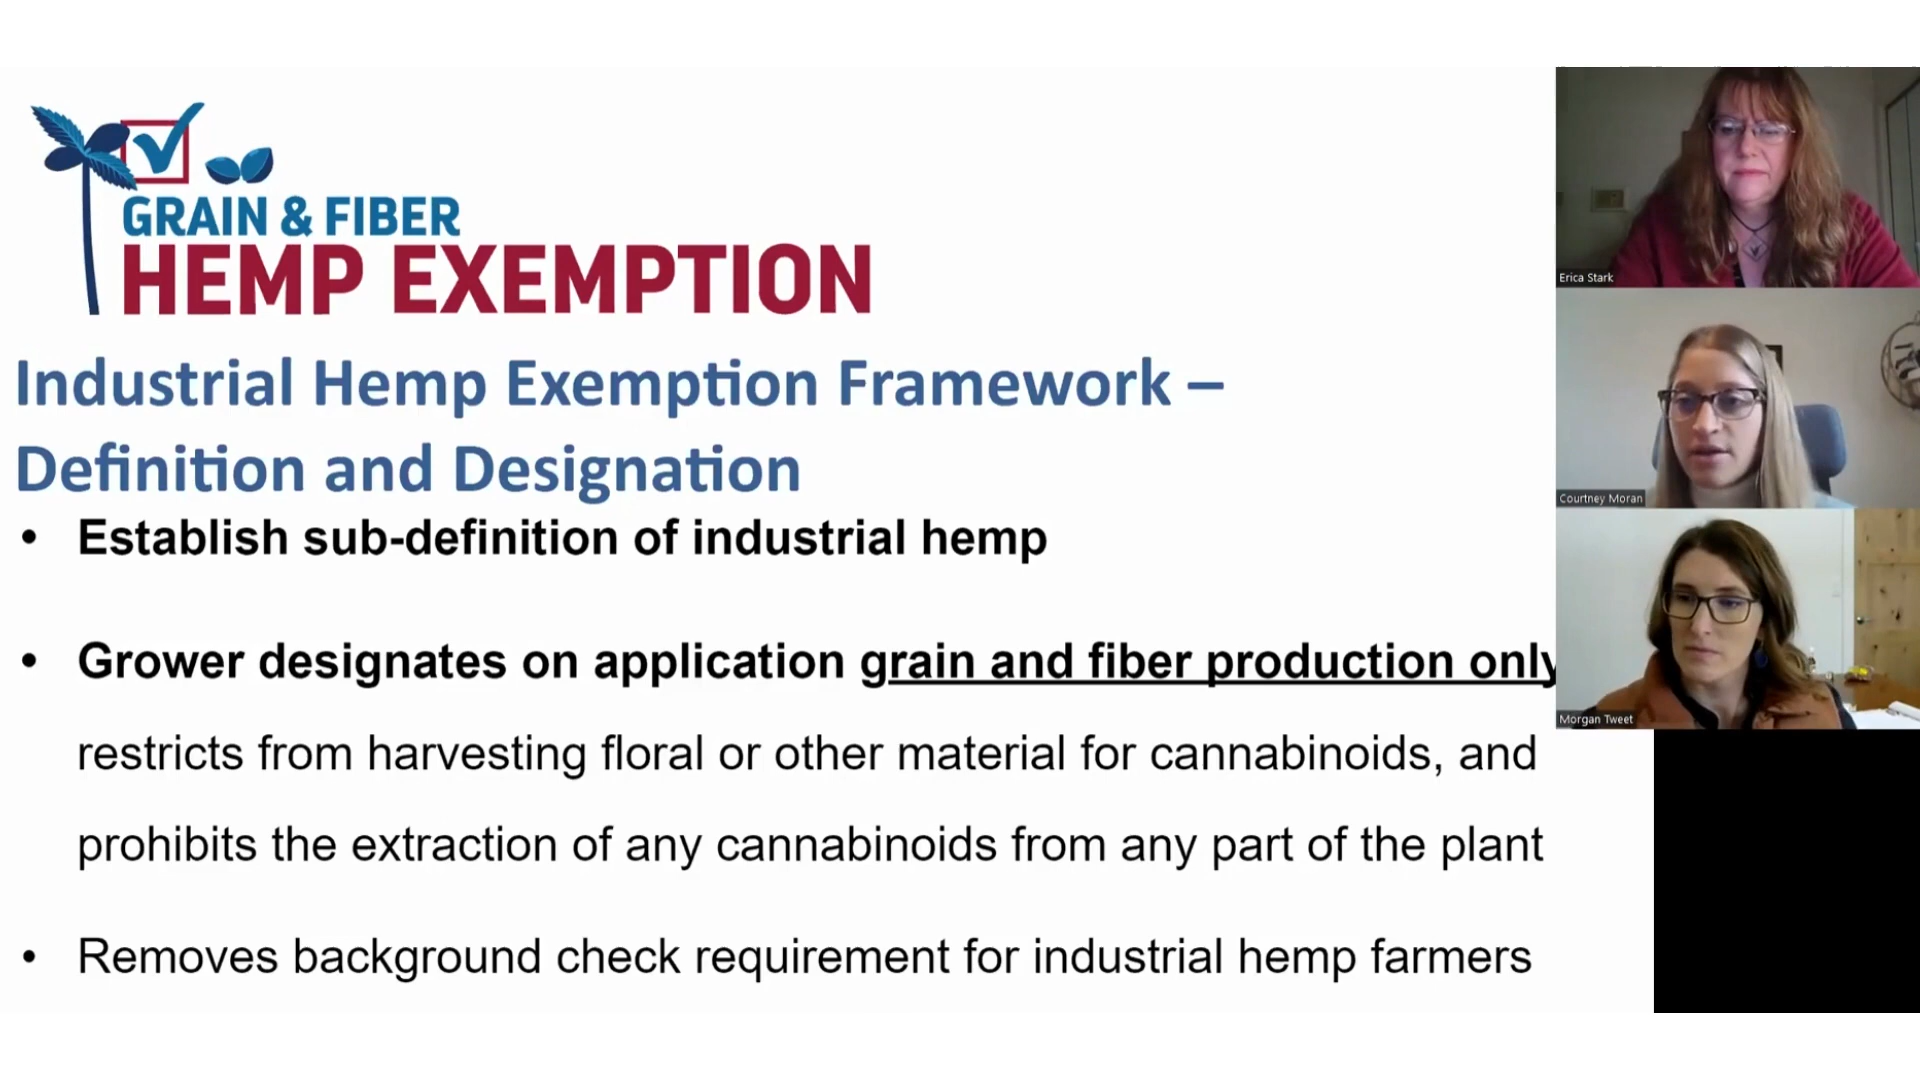 GRAIN & FIBER
HEMP EXEMPTION
Industrial Hemp Exemption Framework –
Definition and Designation
• Establish sub-definition of industrial hemp
• Grower designates on application grain and fiber production only
restricts from harvesting floral or other material for cannabinoids, and
prohibits the extraction of any cannabinoids from any part of the plant
• Removes background check requirement for industrial hemp farmers
Erica Stark
Courtney Moran
Morgan Tweet